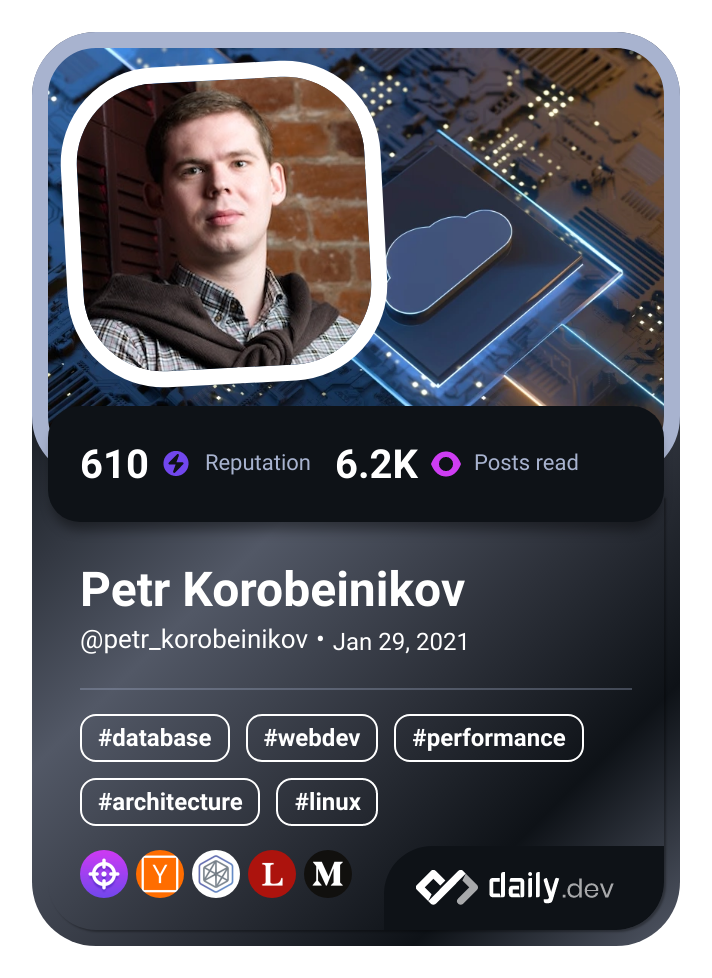 610 Reputation 6.2K Posts read
Petr Korobeinikov
@petr_korobeinikov • Jan 29, 2021
#database #webdev #performance
#architecture #linux
Y L M
daily.dev